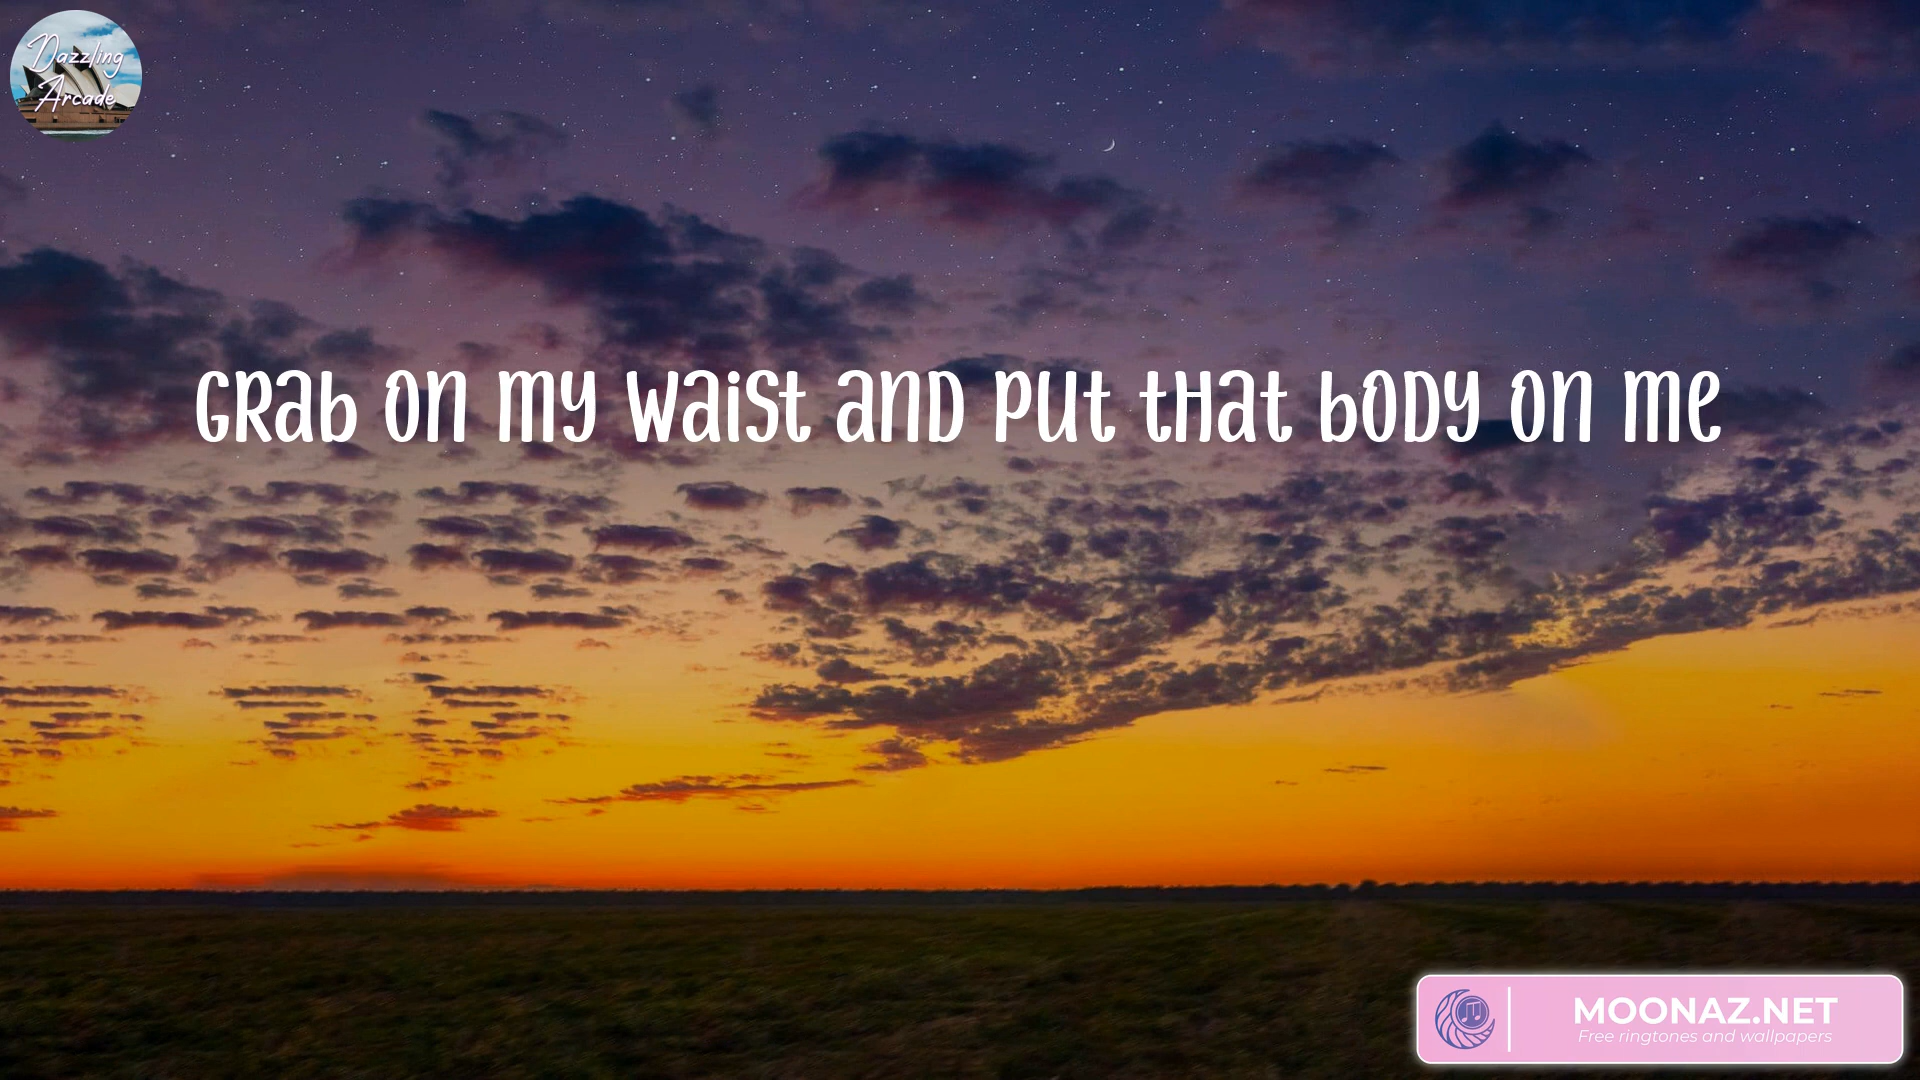 Dazzling
Arcade
Grab on my waist and put that body on me
MOONAZ.NET
Free ringtones and wallpapers